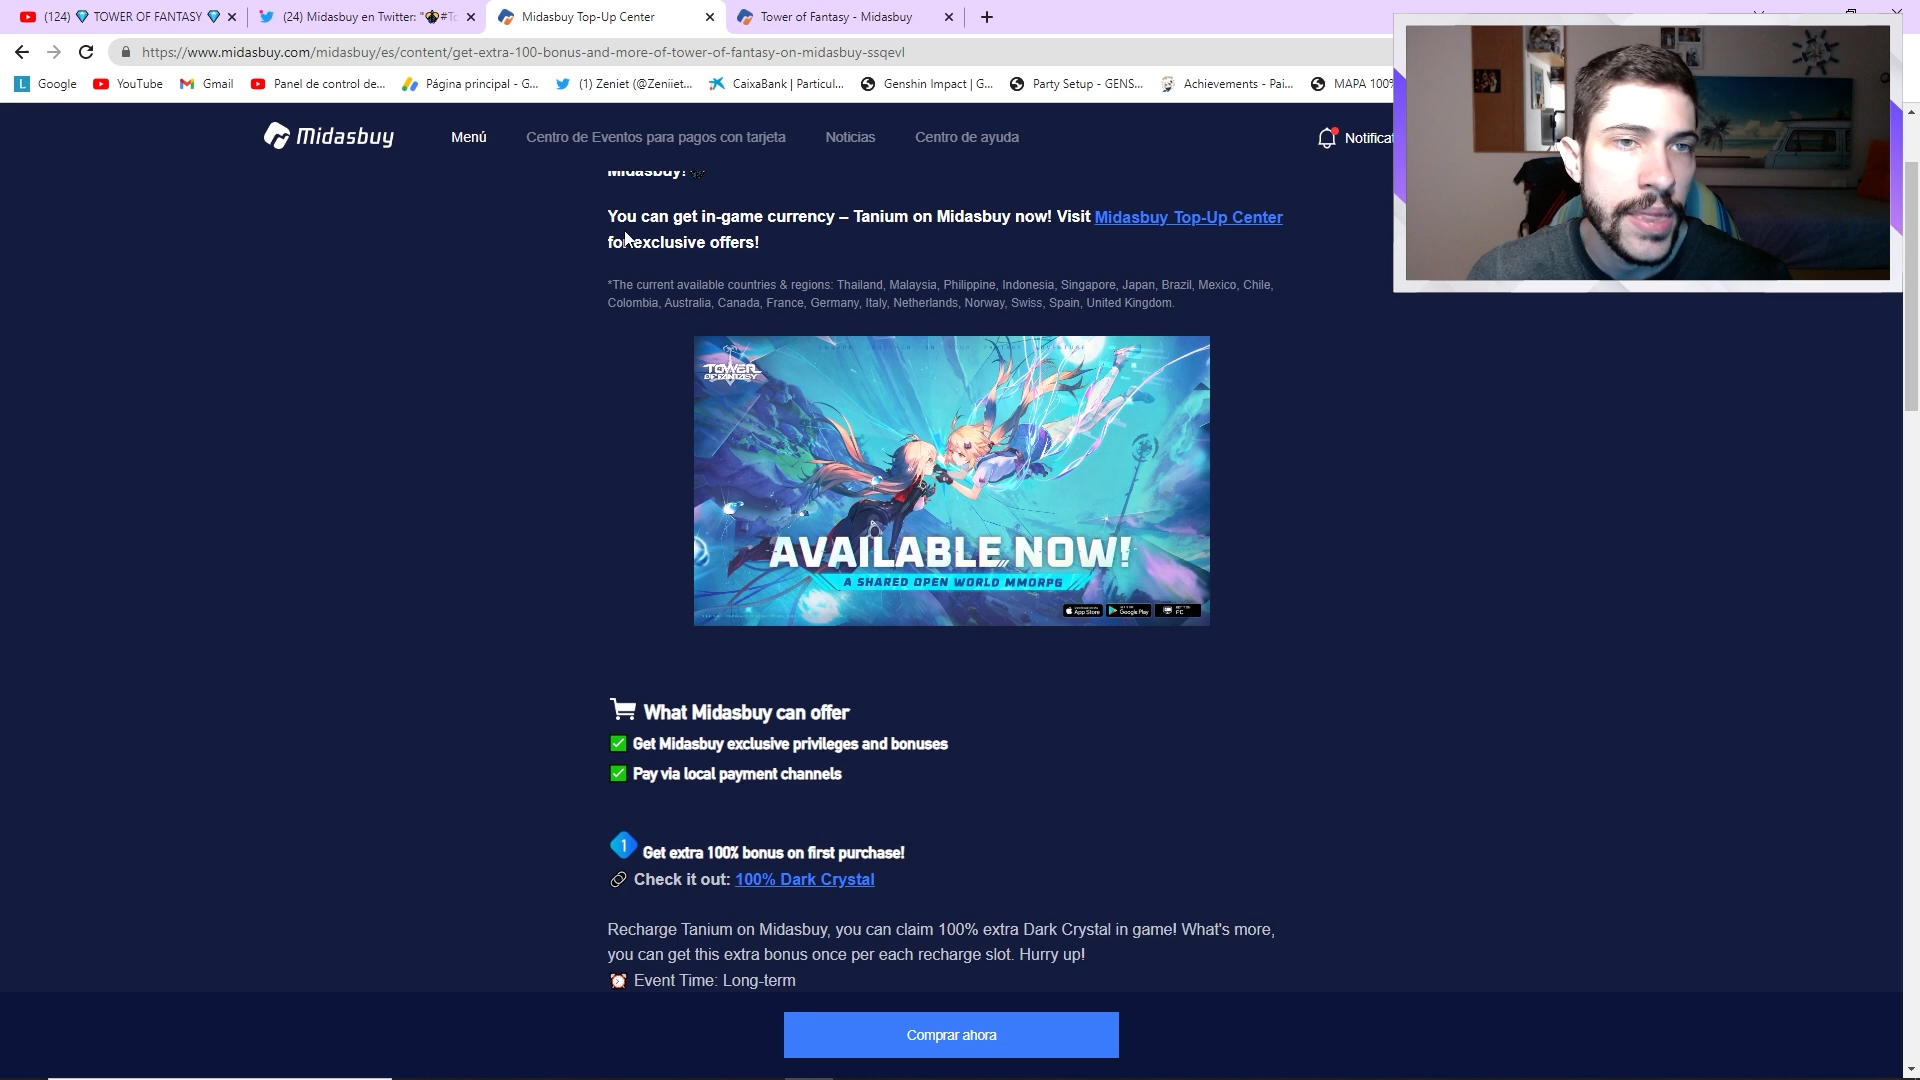 (124) 💎 TOWER OF FANTASY 💎
(24) Midasbuy en Twitter: "
Midasbuy Top-Up Center
Tower of Fantasy - Midasbuy
https://www.midasbuy.com/midasbuy/es/content/get-extra-100-bonus-and-more-of-tower-of-fantasy-on-midasbuy-ssqevl
Google YouTube Gmail Panel de control de... Página principal - G... (1) Zeniet (@Zeniiet... CaixaBank | Particul... Genshin Impact | G... Party Setup - GENS... Achievements - Pai... MAPA 100%
Midasbuy Menú Centro de Eventos para pagos con tarjeta Noticias Centro de ayuda Notificat
Midasbuy!
You can get in-game currency – Tanium on Midasbuy now! Visit Midasbuy Top-Up Center
for exclusive offers!
*The current available countries & regions: Thailand, Malaysia, Philippine, Indonesia, Singapore, Japan, Brazil, Mexico, Chile,
Colombia, Australia, Canada, France, Germany, Italy, Netherlands, Norway, Swiss, Spain, United Kingdom.
TOWER
OF FANTASY
AVAILABLE NOW!
A SHARED OPEN WORLD MMORPG
App Store Google Play PC
What Midasbuy can offer
✅ Get Midasbuy exclusive privileges and bonuses
✅ Pay via local payment channels
1 Get extra 100% bonus on first purchase!
🔗 Check it out: 100% Dark Crystal
Recharge Tanium on Midasbuy, you can claim 100% extra Dark Crystal in game! What's more,
you can get this extra bonus once per each recharge slot. Hurry up!
⏰ Event Time: Long-term
Comprar ahora